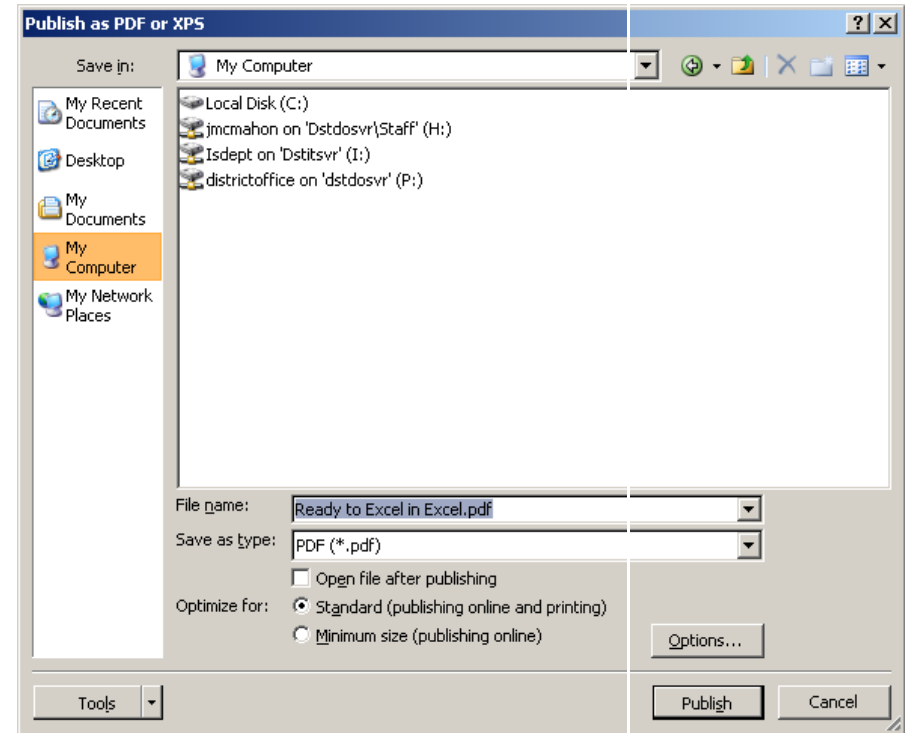 Publish as PDF or XPS
Save in:
My Computer
My Recent
Documents
Desktop
My
Documents
My
Computer
My Network
Places
Local Disk (C:)
jmcmahon on 'Dstdosvr\Staff' (H:)
Isdept on 'Dstitsvr' (I:)
districtoffice on 'dstdosvr' (P:)
File name:
Ready to Excel in Excel.pdf
Save as type:
PDF (*.pdf)
Open file after publishing
Optimize for:
Standard (publishing online and printing)
Minimum size (publishing online)
Options...
Tools
Publish
Cancel